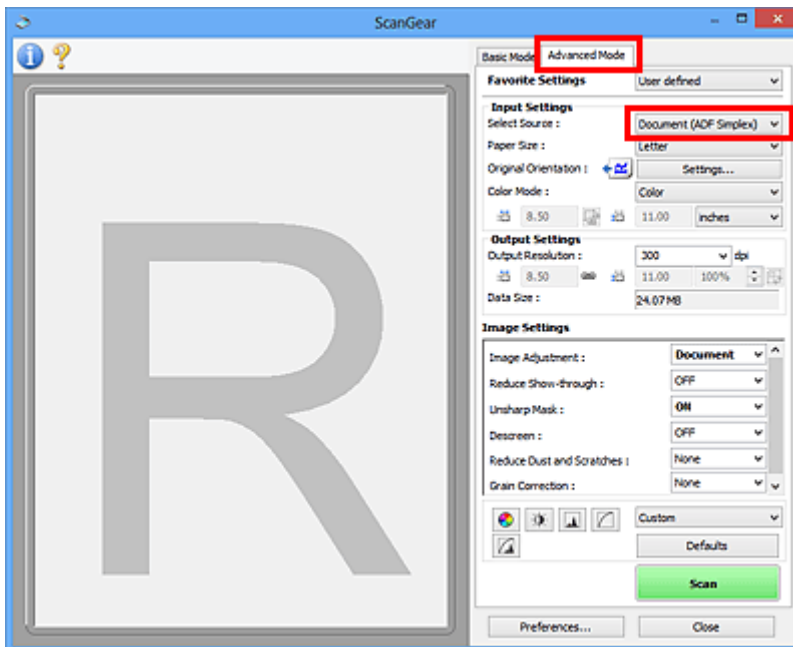 ScanGear
Basic Mode Advanced Mode
Favorite Settings User defined
Input Settings
Select Source : Document (ADF Simplex)
Paper Size : Letter
Original Orientation : Settings...
Color Mode : Color
8.50 11.00 inches
Output Settings
Output Resolution : 300 dpi
8.50 11.00 100%
Data Size : 24.07 MB
Image Settings
Image Adjustment : Document
Reduce Show-through : OFF
Unsharp Mask : ON
Descreen : OFF
Reduce Dust and Scratches : None
Grain Correction : None
Custom
Defaults
Scan
Preferences... Close
R